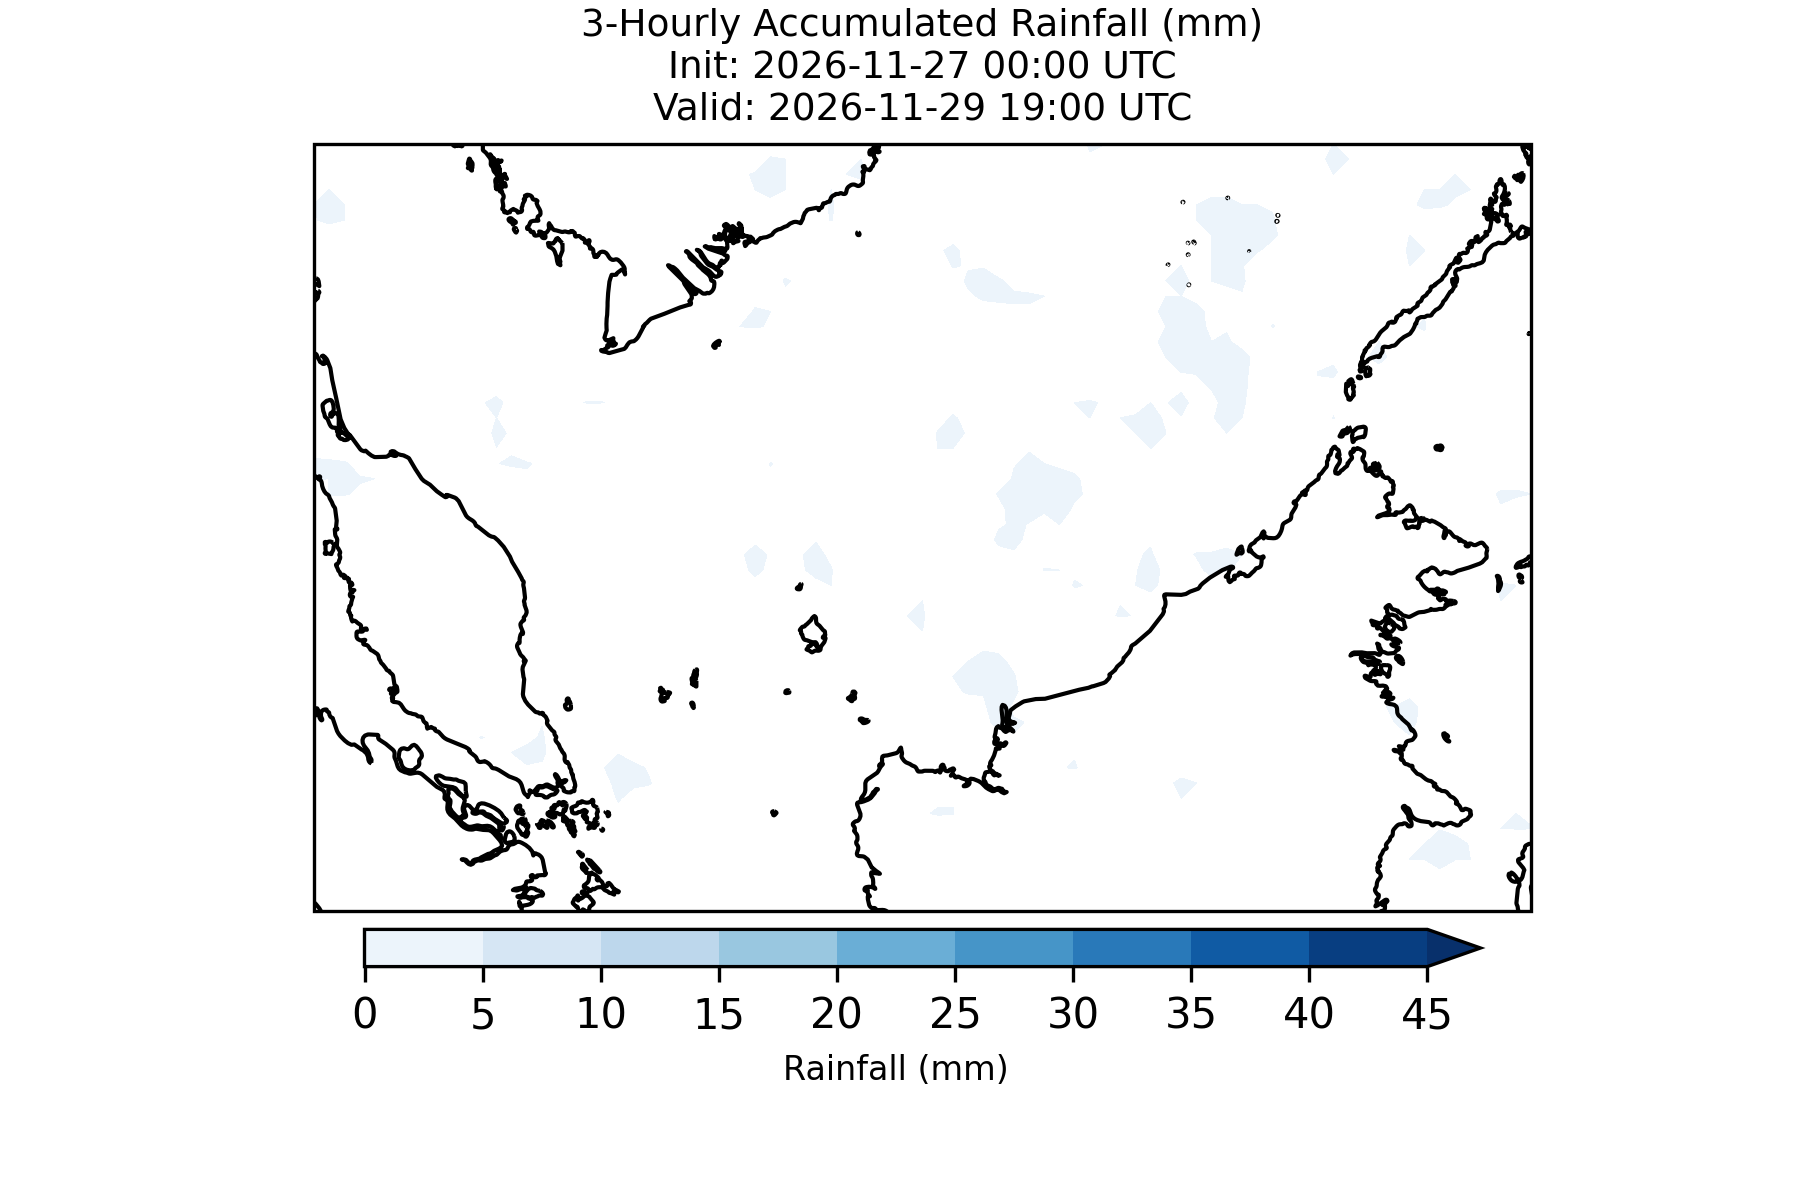 3-Hourly Accumulated Rainfall (mm)
Init: 2026-11-27 00:00 UTC
Valid: 2026-11-29 19:00 UTC
0 5 10 15 20 25 30 35 40 45
Rainfall (mm)